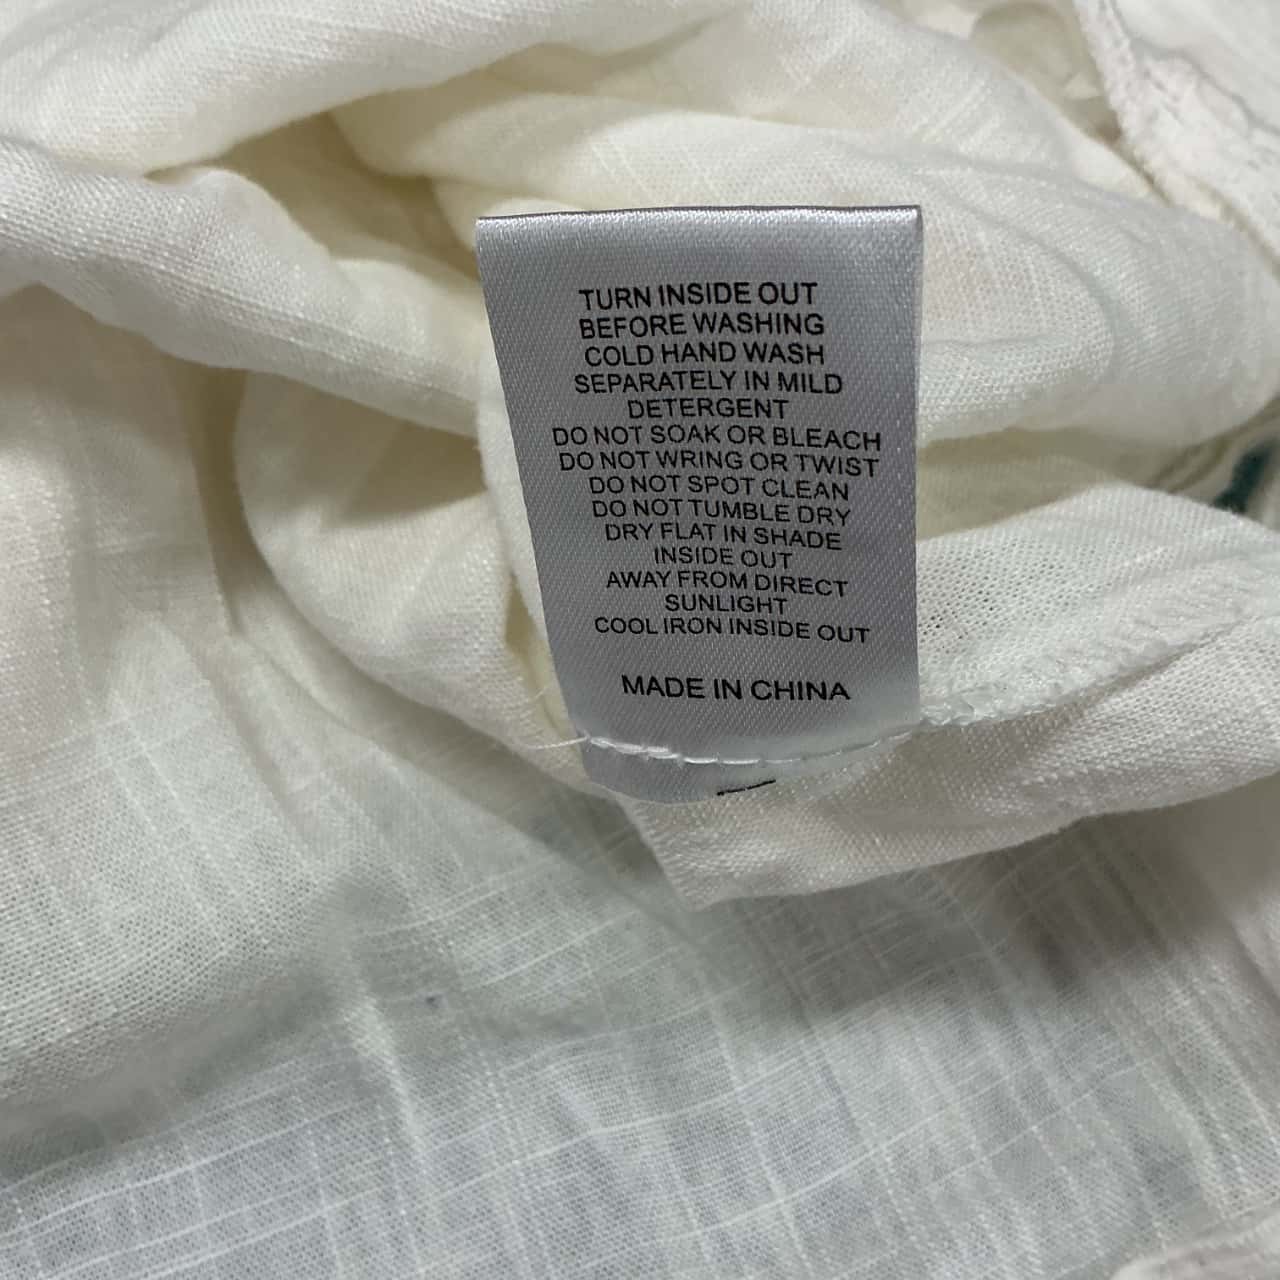 TURN INSIDE OUT
BEFORE WASHING
COLD HAND WASH
SEPARATELY IN MILD
DETERGENT
DO NOT SOAK OR BLEACH
DO NOT WRING OR TWIST
DO NOT SPOT CLEAN
DO NOT TUMBLE DRY
DRY FLAT IN SHADE
INSIDE OUT
AWAY FROM DIRECT
SUNLIGHT
COOL IRON INSIDE OUT
MADE IN CHINA